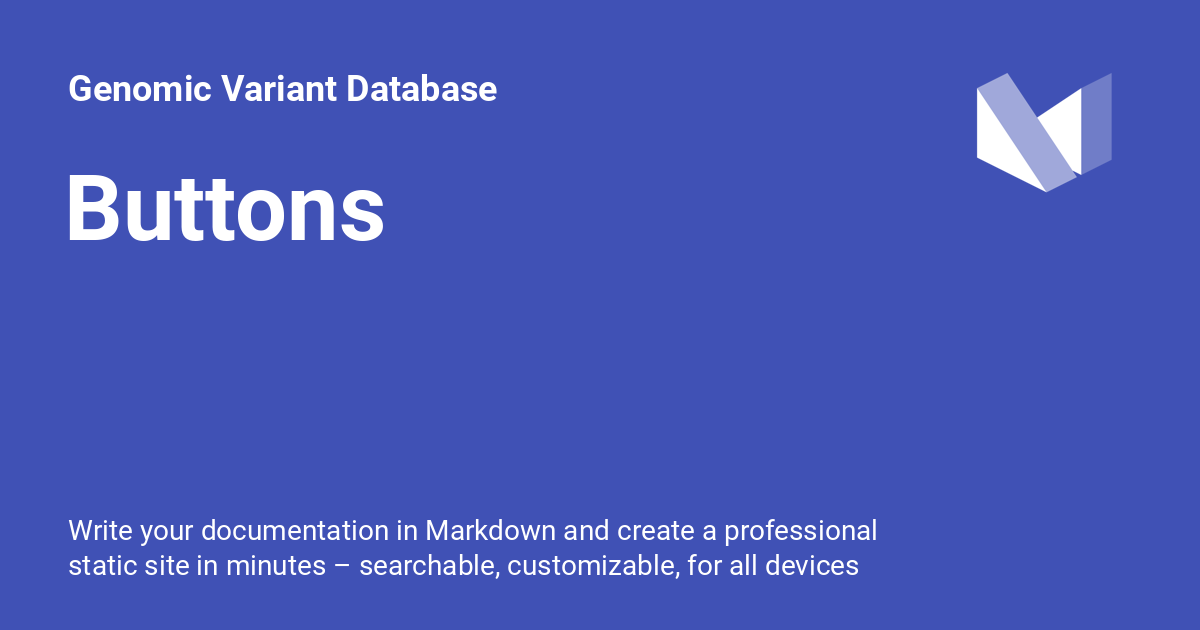 Genomic Variant Database
Buttons
Write your documentation in Markdown and create a professional
static site in minutes – searchable, customizable, for all devices